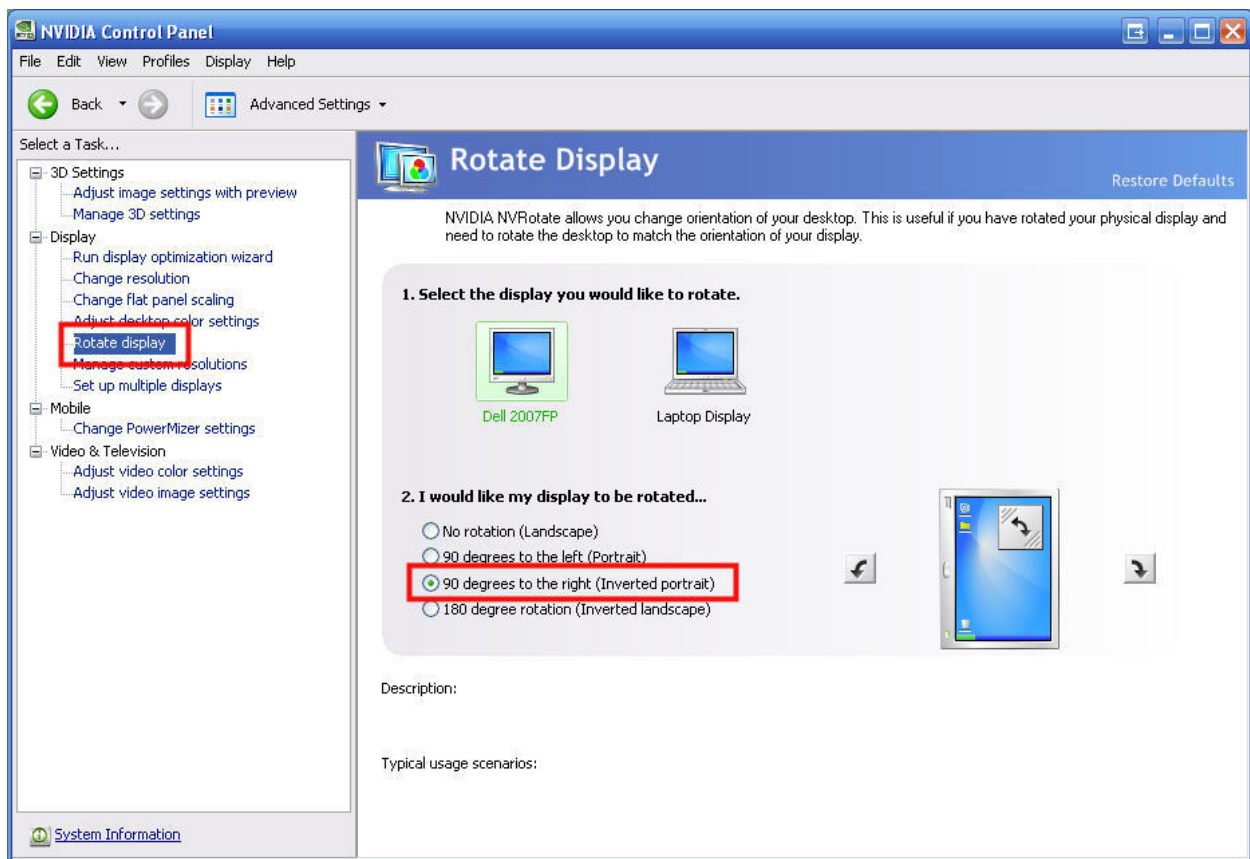 NVIDIA Control Panel
File Edit View Profiles Display Help
Back Advanced Settings
Select a Task...
3D Settings
Adjust image settings with preview
Manage 3D settings
Display
Run display optimization wizard
Change resolution
Change flat panel scaling
Adjust desktop color settings
Rotate display
Manage custom resolutions
Set up multiple displays
Mobile
Change PowerMizer settings
Video & Television
Adjust video color settings
Adjust video image settings
System Information
Rotate Display
Restore Defaults
NVIDIA NVRotate allows you change orientation of your desktop. This is useful if you have rotated your physical display and
need to rotate the desktop to match the orientation of your display.
1. Select the display you would like to rotate.
Dell 2007FP Laptop Display
2. I would like my display to be rotated...
No rotation (Landscape)
90 degrees to the left (Portrait)
90 degrees to the right (Inverted portrait)
180 degree rotation (Inverted landscape)
Description:
Typical usage scenarios: